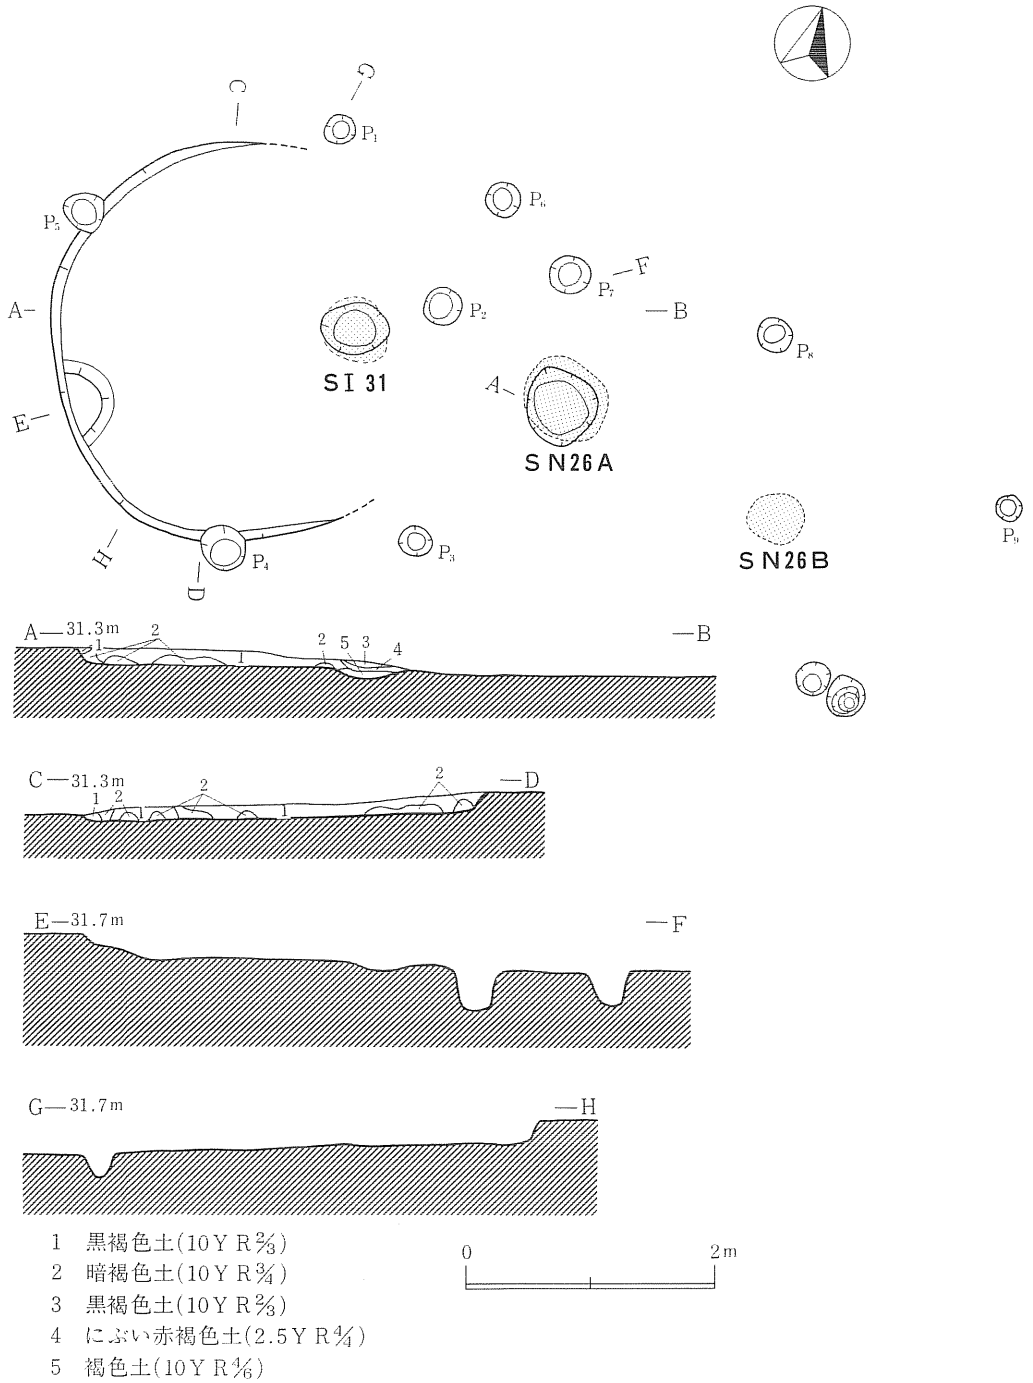 C
G
P₁
P₅
P₆
F
P₇
A
P₂
B
P₈
SI 31
A
E
SN26A
P₉
SN26B
H
P₄
P₃
D
A 31.3m B
1 2 1 2 5 3 4
C 31.3m D
1 2 1 2 1 2
E 31.7m F
G 31.7m H
1 黒褐色土(10YR2/3)
2 暗褐色土(10YR3/4)
3 黒褐色土(10YR2/3)
4 にぶい赤褐色土(2.5YR4/4)
5 褐色土(10YR4/6)
0 2m